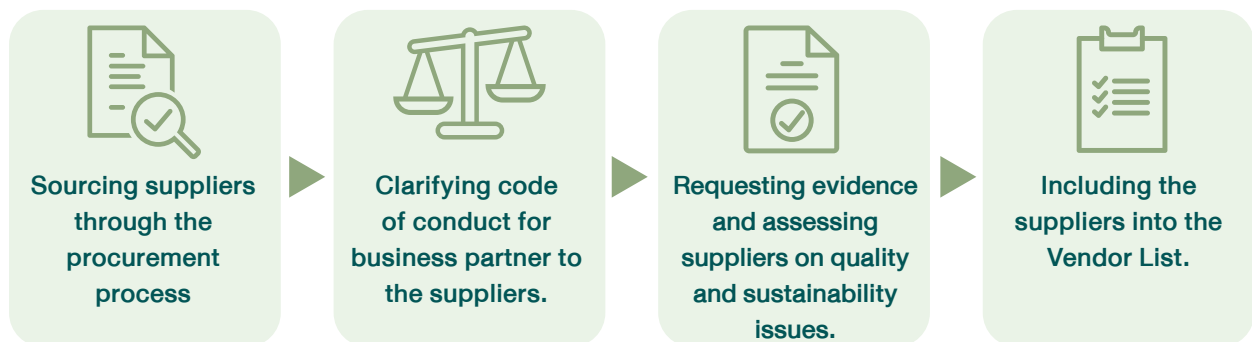 Sourcing suppliers
through the
procurement
process
Clarifying code
of conduct for
business partner to
the suppliers.
Requesting evidence
and assessing
suppliers on quality
and sustainability
issues.
Including the
suppliers into the
Vendor List.